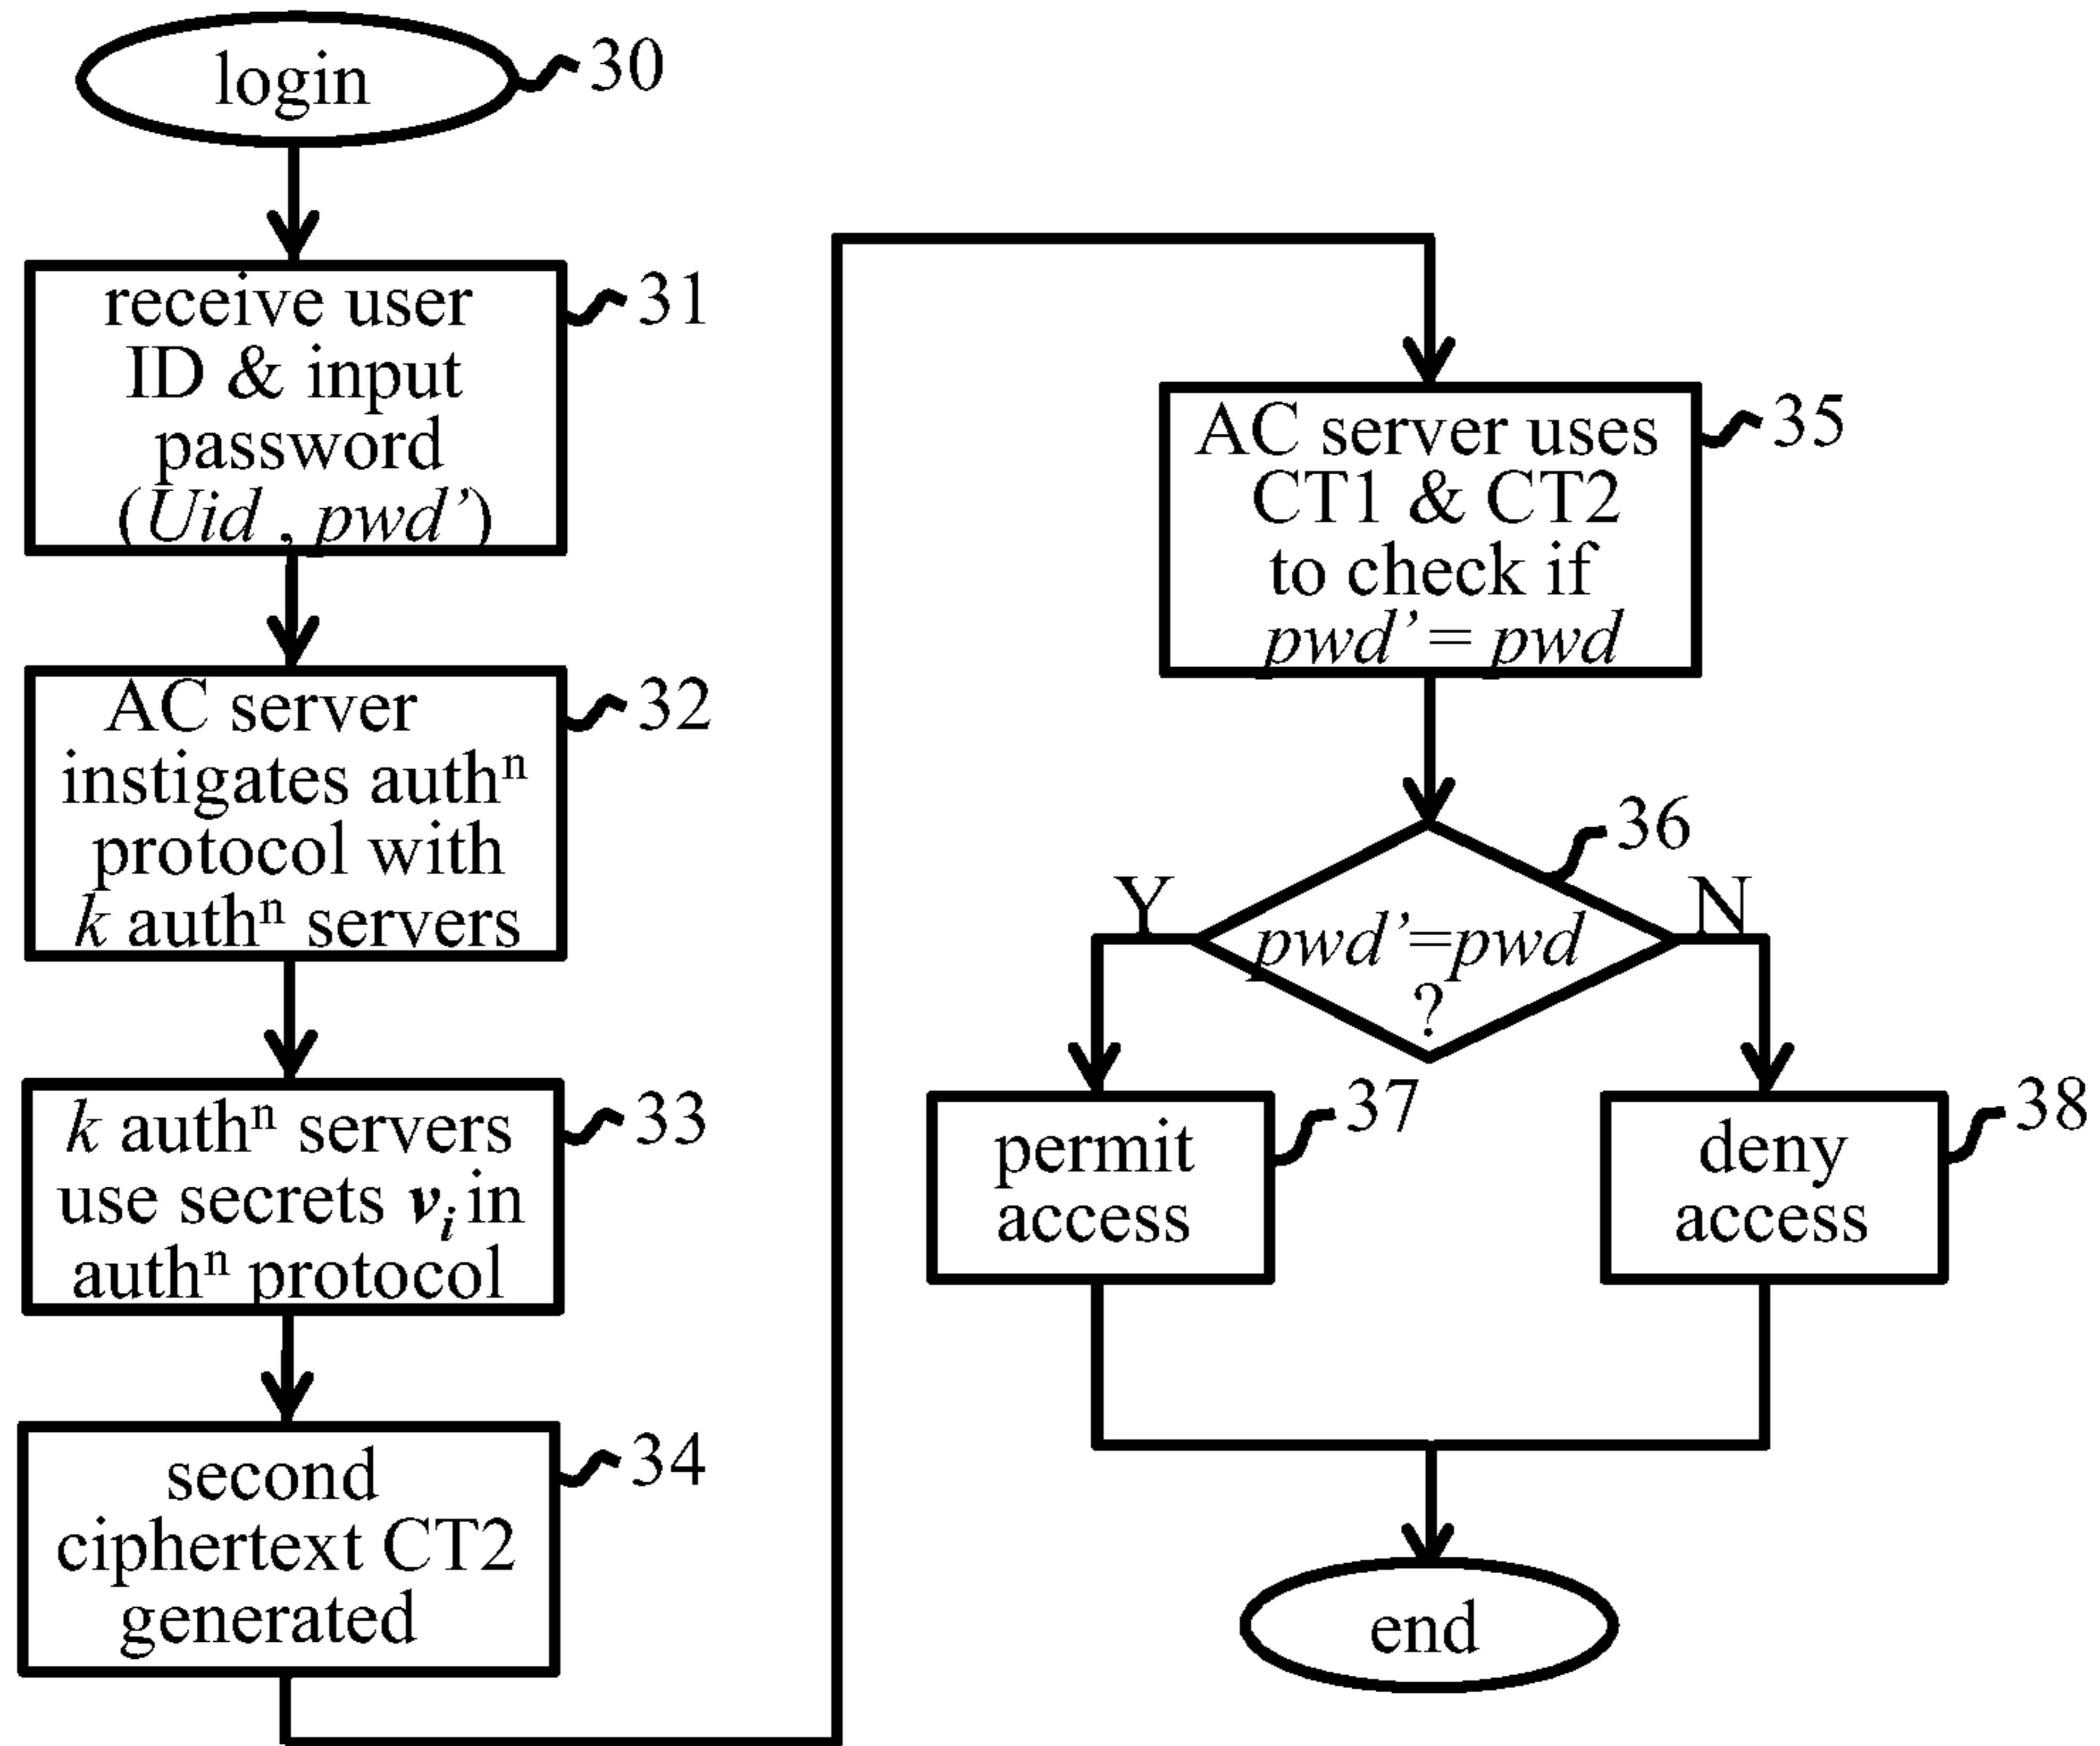 login
30
receive user
ID & input
password
(Uid , pwd’)
31
AC server
instigates authⁿ
protocol with
k authⁿ servers
32
k authⁿ servers
use secrets vᵢ in
authⁿ protocol
33
second
ciphertext CT2
generated
34
AC server uses
CT1 & CT2
to check if
pwd’ = pwd
35
36
Y
N
pwd’=pwd
?
permit
access
37
deny
access
38
end